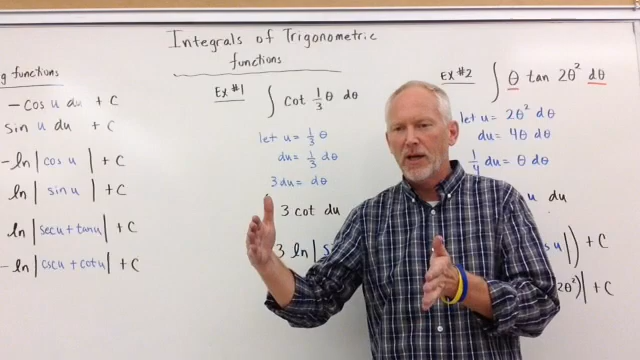 Integrals of Trigonometric
functions
functions
- cos u du + C
sin u du + C
- ln |cos u| + C
ln |sin u| + C
ln |sec u + tan u| + C
- ln |csc u + cot u| + C
Ex #1
∫ cot 1/3 θ dθ
let u = 1/3 θ
du = 1/3 dθ
3 du = dθ
3 cot du
3 ln |
Ex #2
∫ θ tan 2θ² dθ
let u = 2θ² dθ
du = 4θ dθ
1/4 du = θ dθ
u du
u|) + C
2θ²)| + C